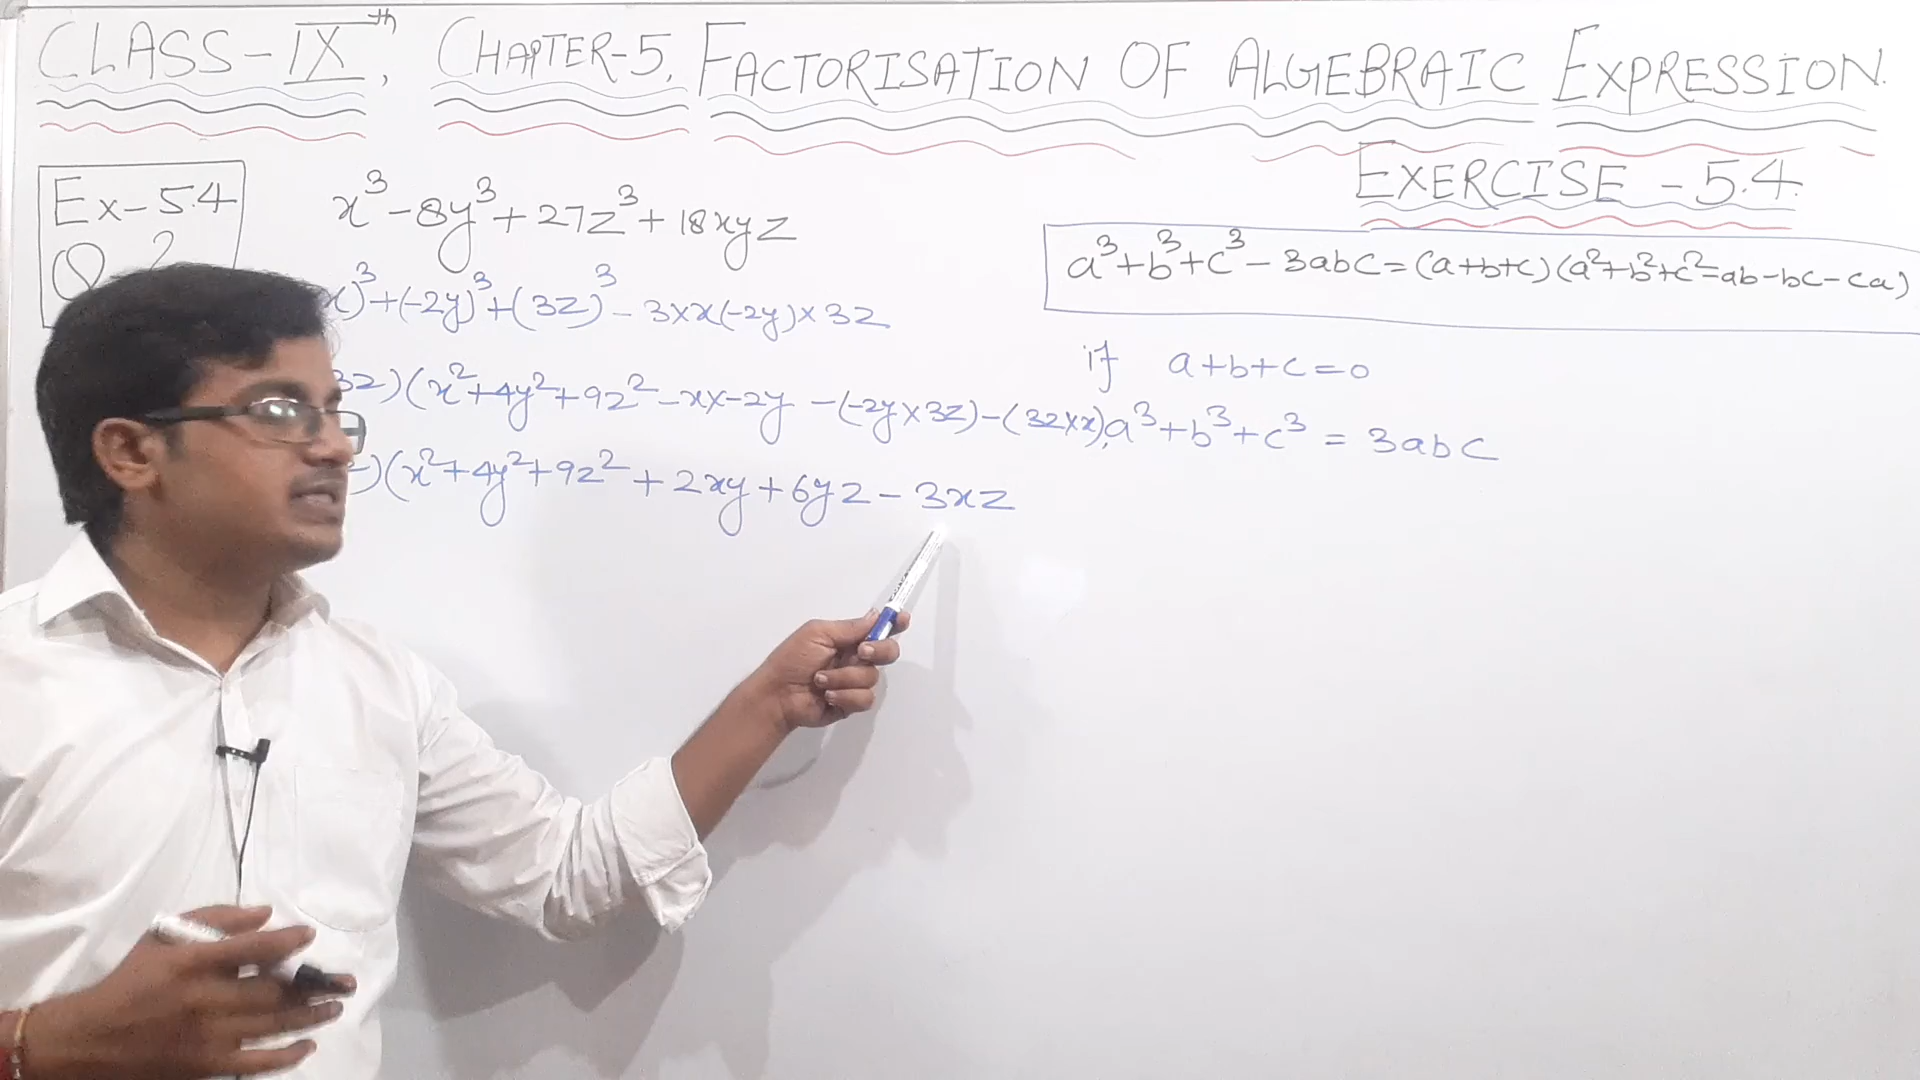 CLASS-IXth, CHAPTER-5, FACTORISATION OF ALGEBRAIC EXPRESSION.
EXERCISE - 5.4.
Ex-5.4
Q-2
x³-8y³+27z³+18xyz
x)³+(-2y)³+(3z)³-3×x(-2y)×3z
3z)(x²+4y²+9z²-x×-2y-(-2y×3z)-(3z×x)
)(x²+4y²+9z²+2xy+6yz-3xz
a³+b³+c³-3abc=(a+b+c)(a²+b²+c²-ab-bc-ca)
if a+b+c=0
, a³+b³+c³=3abc